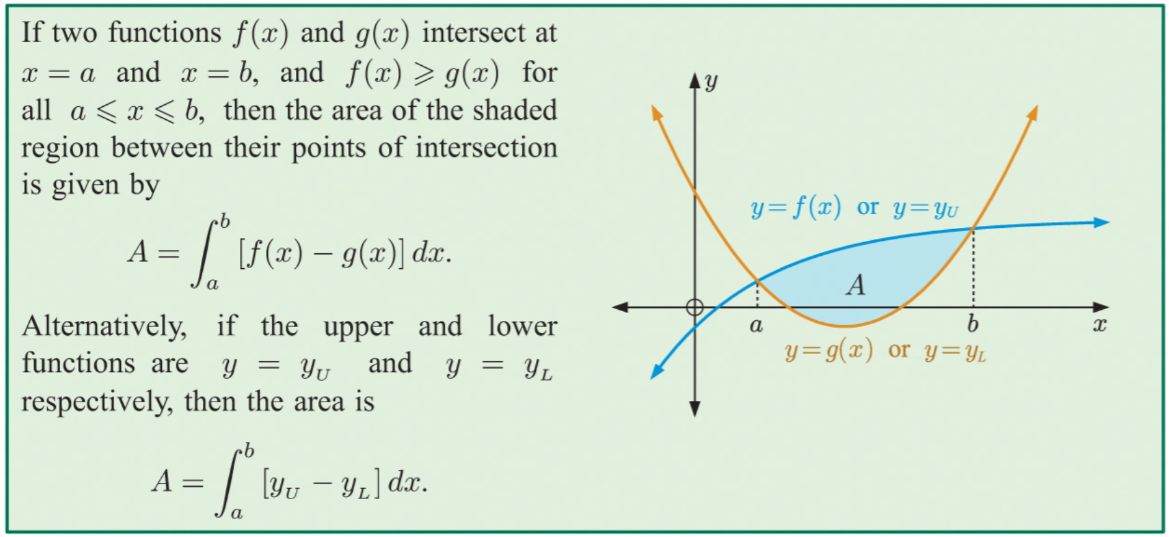 If two functions f(x) and g(x) intersect at
x = a and x = b, and f(x) ⩾ g(x) for
all a ⩽ x ⩽ b, then the area of the shaded
region between their points of intersection
is given by
A = ∫_a^b [f(x) − g(x)] dx.
Alternatively, if the upper and lower
functions are y = y_U and y = y_L
respectively, then the area is
A = ∫_a^b [y_U − y_L] dx.
y
y=f(x) or y=y_U
A
a
b
x
y=g(x) or y=y_L